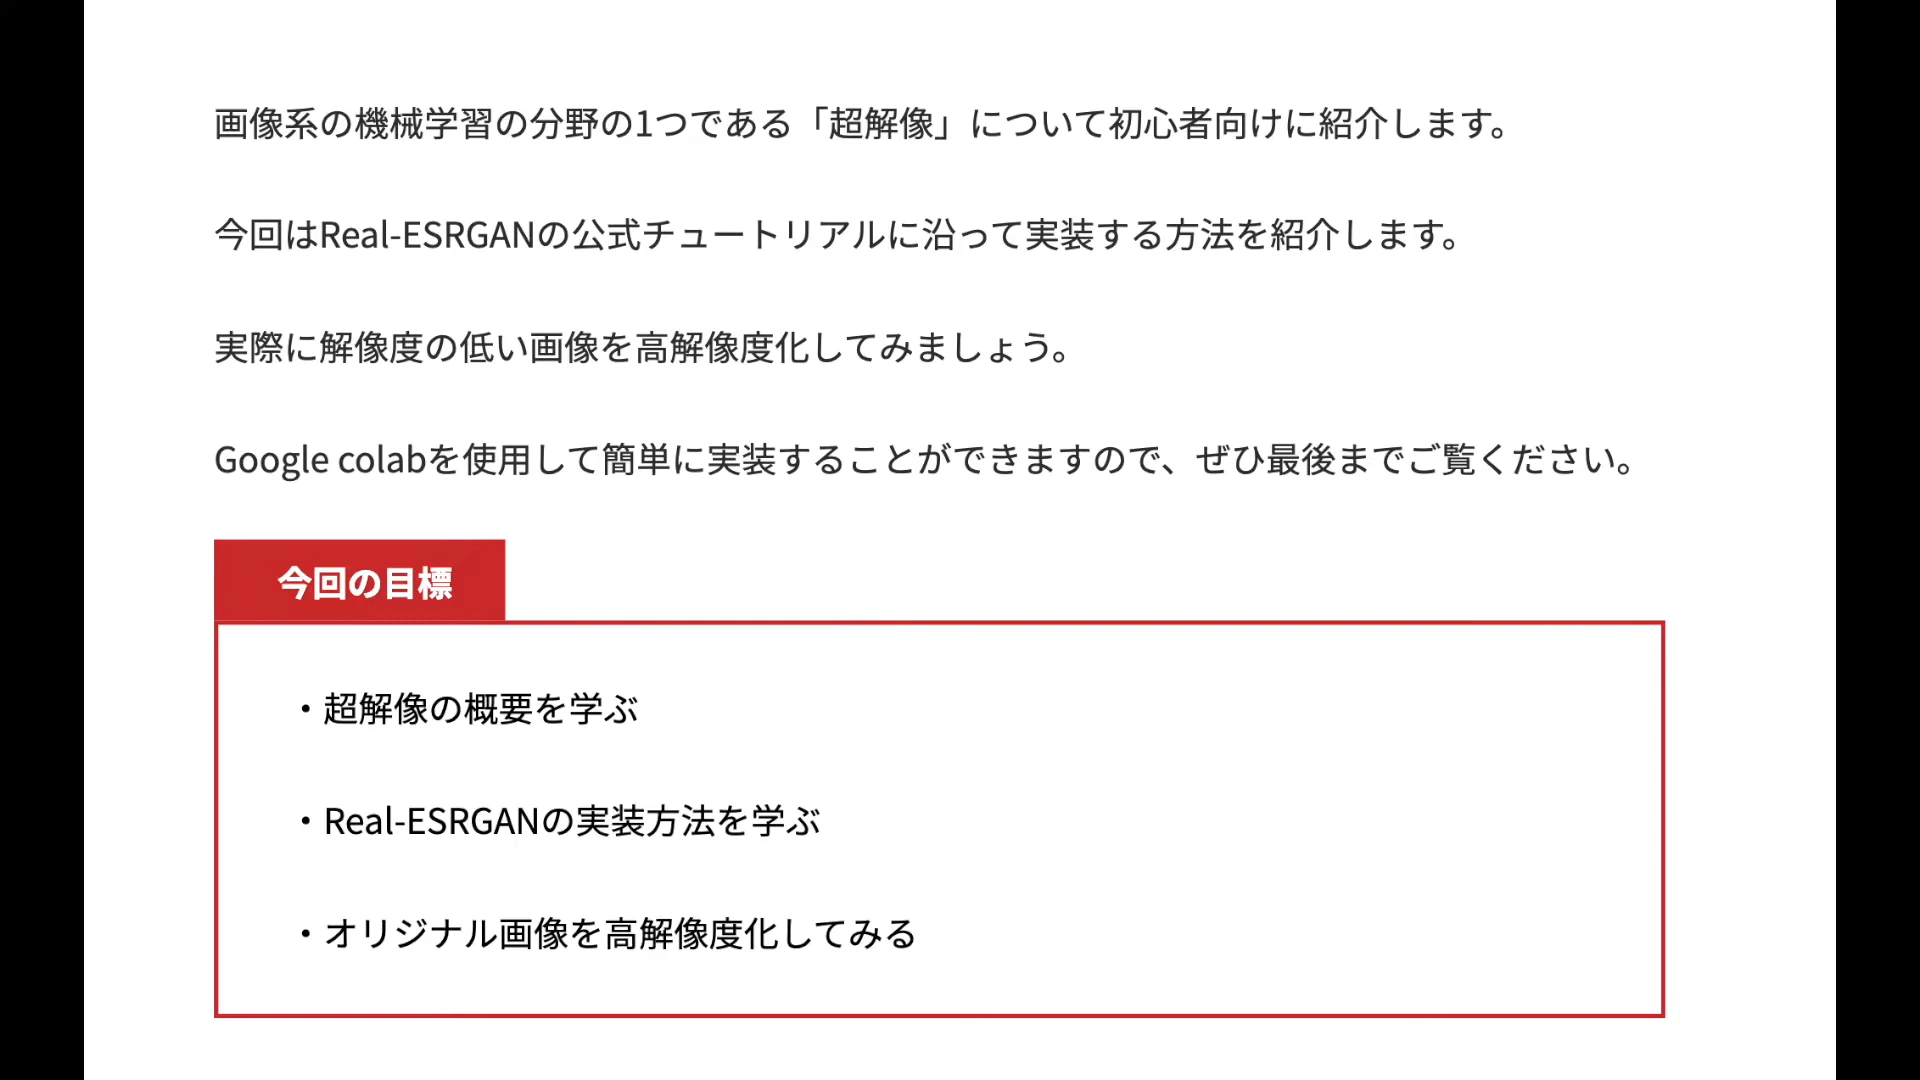 画像系の機械学習の分野の1つである「超解像」について初心者向けに紹介します。
今回はReal-ESRGANの公式チュートリアルに沿って実装する方法を紹介します。
実際に解像度の低い画像を高解像度化してみましょう。
Google colabを使用して簡単に実装することができますので、ぜひ最後までご覧ください。
今回の目標
・超解像の概要を学ぶ
・Real-ESRGANの実装方法を学ぶ
・オリジナル画像を高解像度化してみる